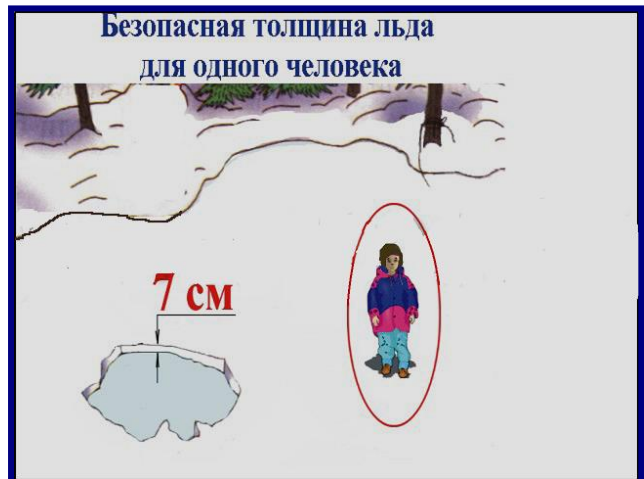 Безопасная толщина льда
для одного человека
7 см